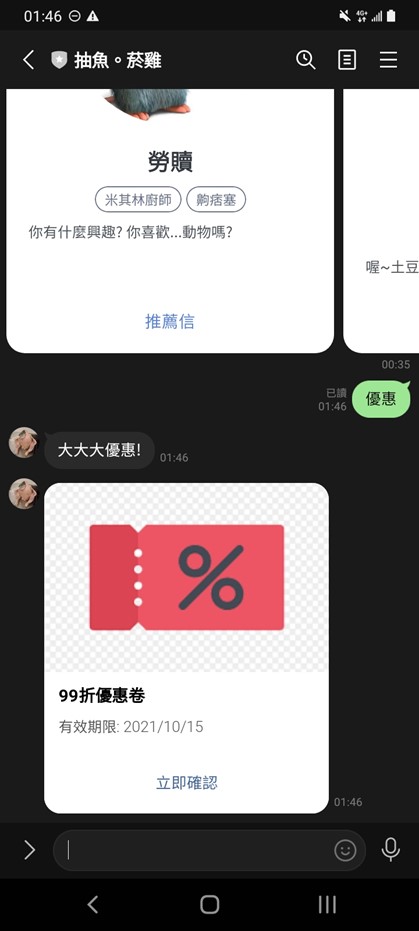 01:46
4G+
抽魚。菸雞
勞贖
米其林廚師
齁痞塞
你有什麼興趣? 你喜歡...動物嗎?
推薦信
喔~土豆
00:35
已讀
01:46
優惠
大大大優惠!
01:46
%
99折優惠卷
有效期限: 2021/10/15
立即確認
01:46